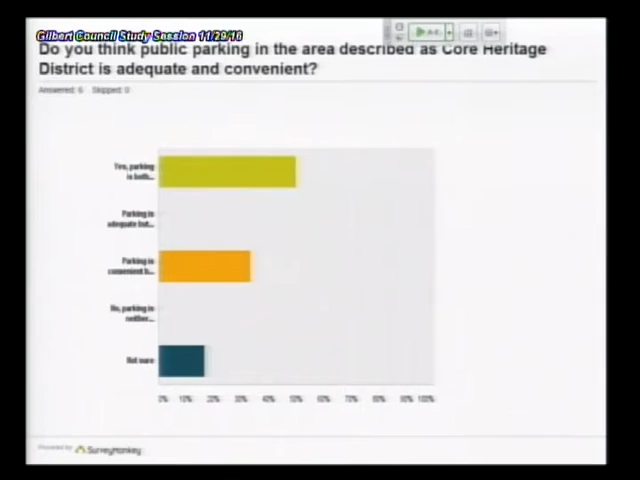 Gilbert Council Study Session 11/29/16
Do you think public parking in the area described as Core Heritage
District is adequate and convenient?
Answered: 6 Skipped: 0
Yes, parking
is both...
Parking is
adequate but...
Parking is
convenient b...
No, parking is
neither...
Not sure
0% 10% 20% 30% 40% 50% 60% 70% 80% 90% 100%
Powered by SurveyMonkey